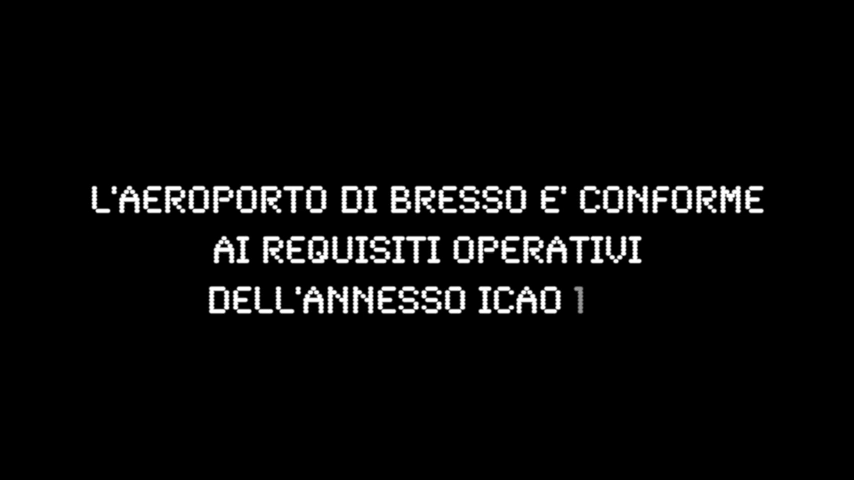 L'AEROPORTO DI BRESSO E' CONFORME
AI REQUISITI OPERATIVI
DELL'ANNESSO ICAO 1